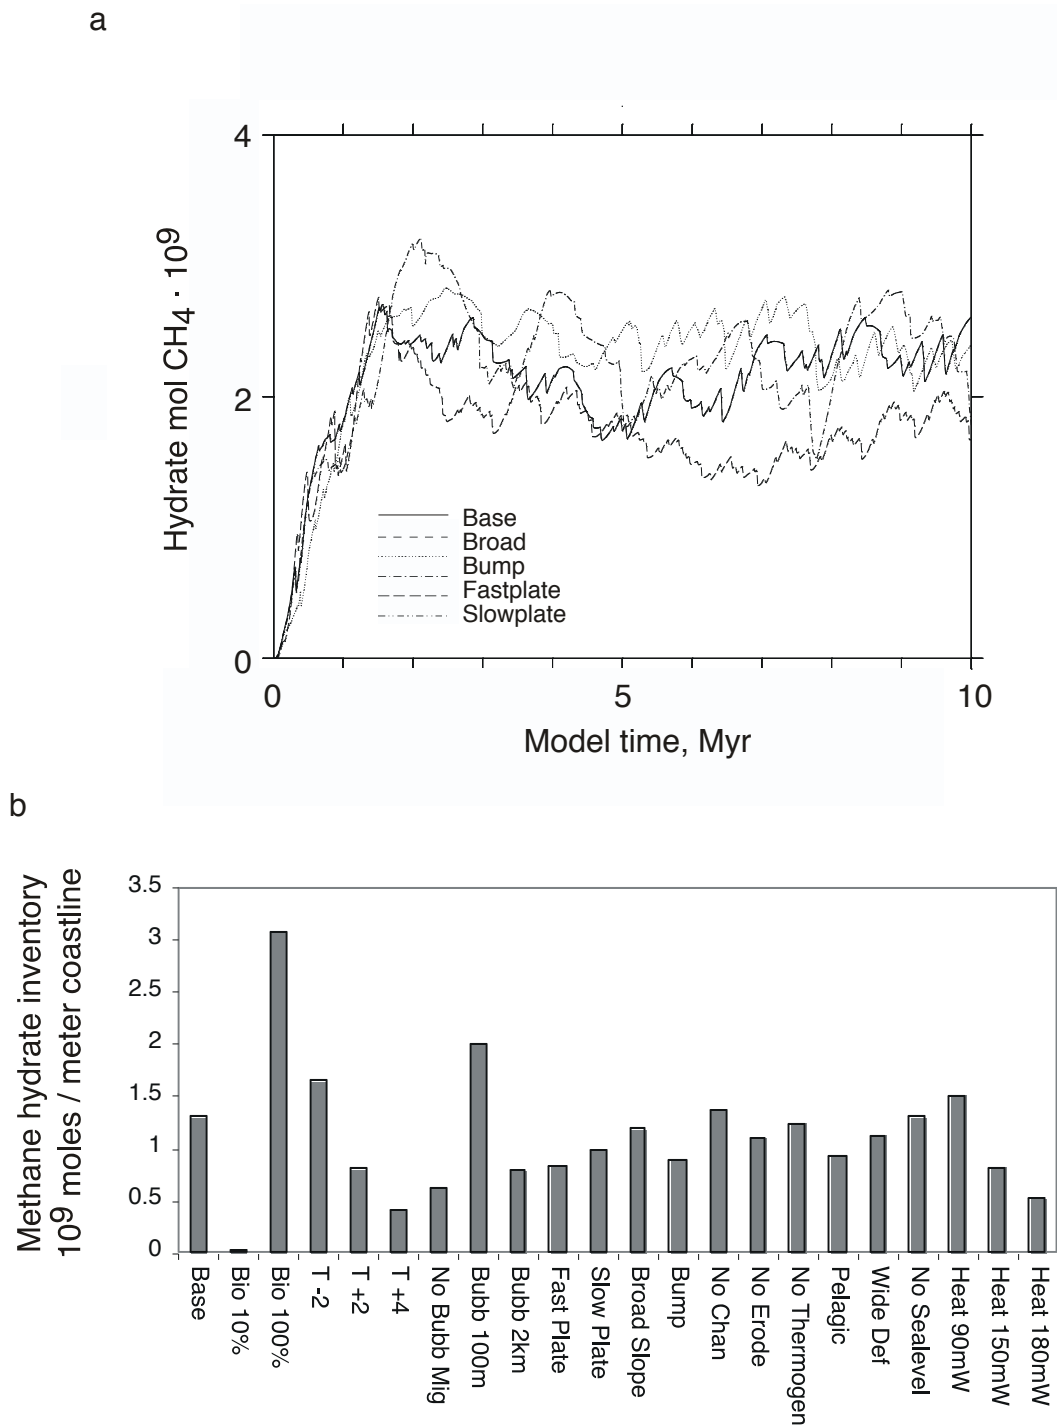 a
4
2
0
Hydrate mol CH4 · 10^9
Base
Broad
Bump
Fastplate
Slowplate
0 5 10
Model time, Myr
b
Methane hydrate inventory
10^9 moles / meter coastline
3.5
3
2.5
2
1.5
1
0.5
0
Base
Bio 10%
Bio 100%
T -2
T +2
T +4
No Bubb Mig
Bubb 100m
Bubb 2km
Fast Plate
Slow Plate
Broad Slope
Bump
No Chan
No Erode
No Thermogen
Pelagic
Wide Def
No Sealevel
Heat 90mW
Heat 150mW
Heat 180mW